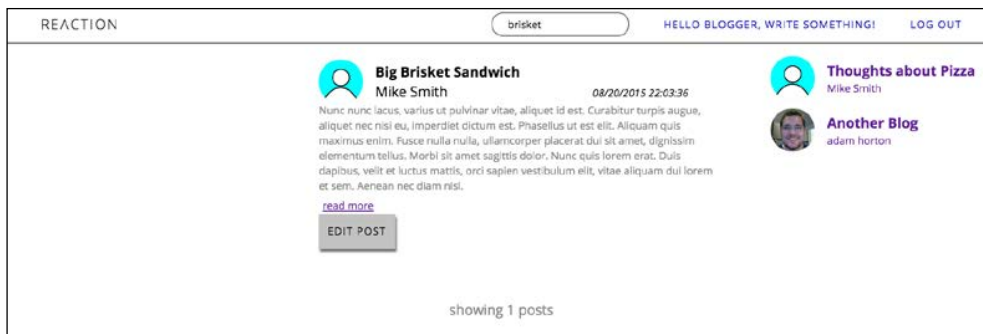 REACTION
brisket
HELLO BLOGGER, WRITE SOMETHING!
LOG OUT
Big Brisket Sandwich
Mike Smith
08/20/2015 22:03:36
Nunc nunc lacus, varius ut pulvinar vitae, aliquet id est. Curabitur turpis augue,
aliquet nec nisi eu, imperdiet dictum est. Phasellus ut est elit. Aliquam quis
maximus enim. Fusce nulla nulla, ullamcorper placerat dui sit amet, dignissim
elementum tellus. Morbi sit amet sagittis dolor. Nunc quis lorem erat. Duis
dapibus, velit et luctus mattis, orci sapien vestibulum elit, vitae aliquam dui lorem
et sem. Aenean nec diam nisl.
read more
EDIT POST
showing 1 posts
Thoughts about Pizza
Mike Smith
Another Blog
adam horton